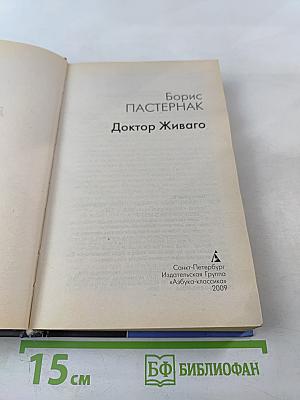 Борис
ПАСТЕРНАК
Доктор Живаго
Санкт-Петербург
Издательская Группа
«Азбука-классика»
2009
15 см
БФ БИБЛИОФАН